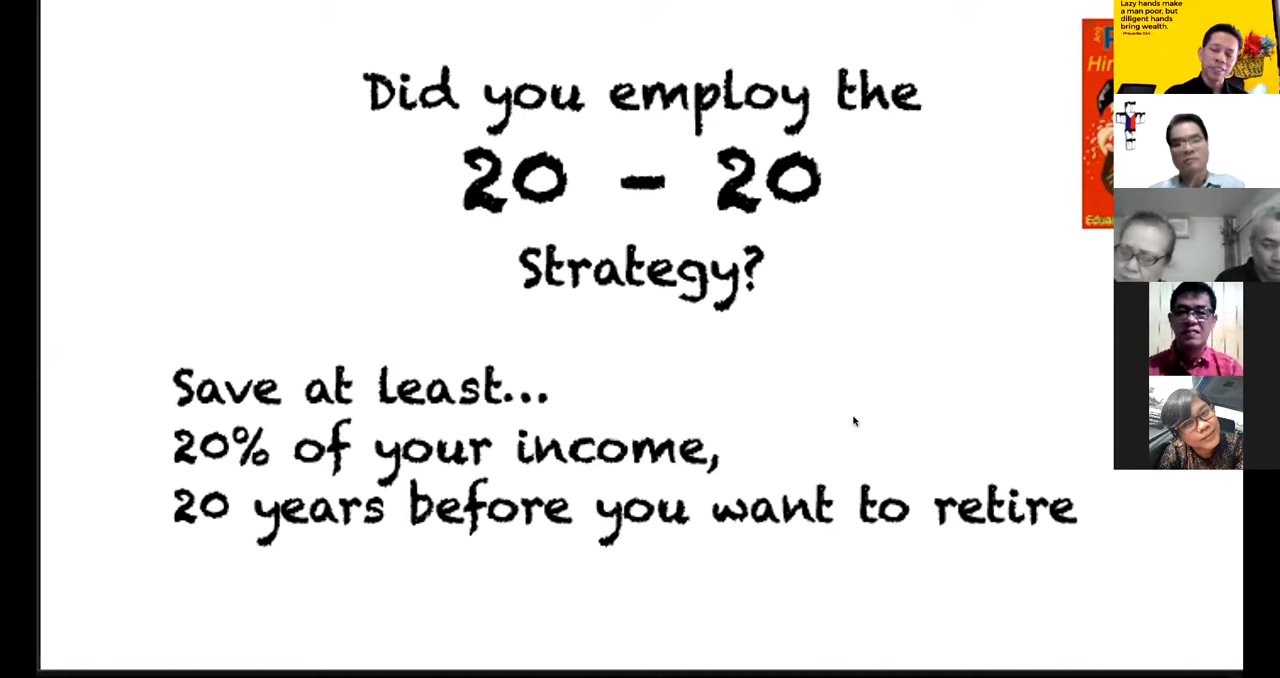 Did you employ the
20 - 20
Strategy?
Save at least...
20% of your income,
20 years before you want to retire
Lazy hands make
a man poor, but
diligent hands
bring wealth.